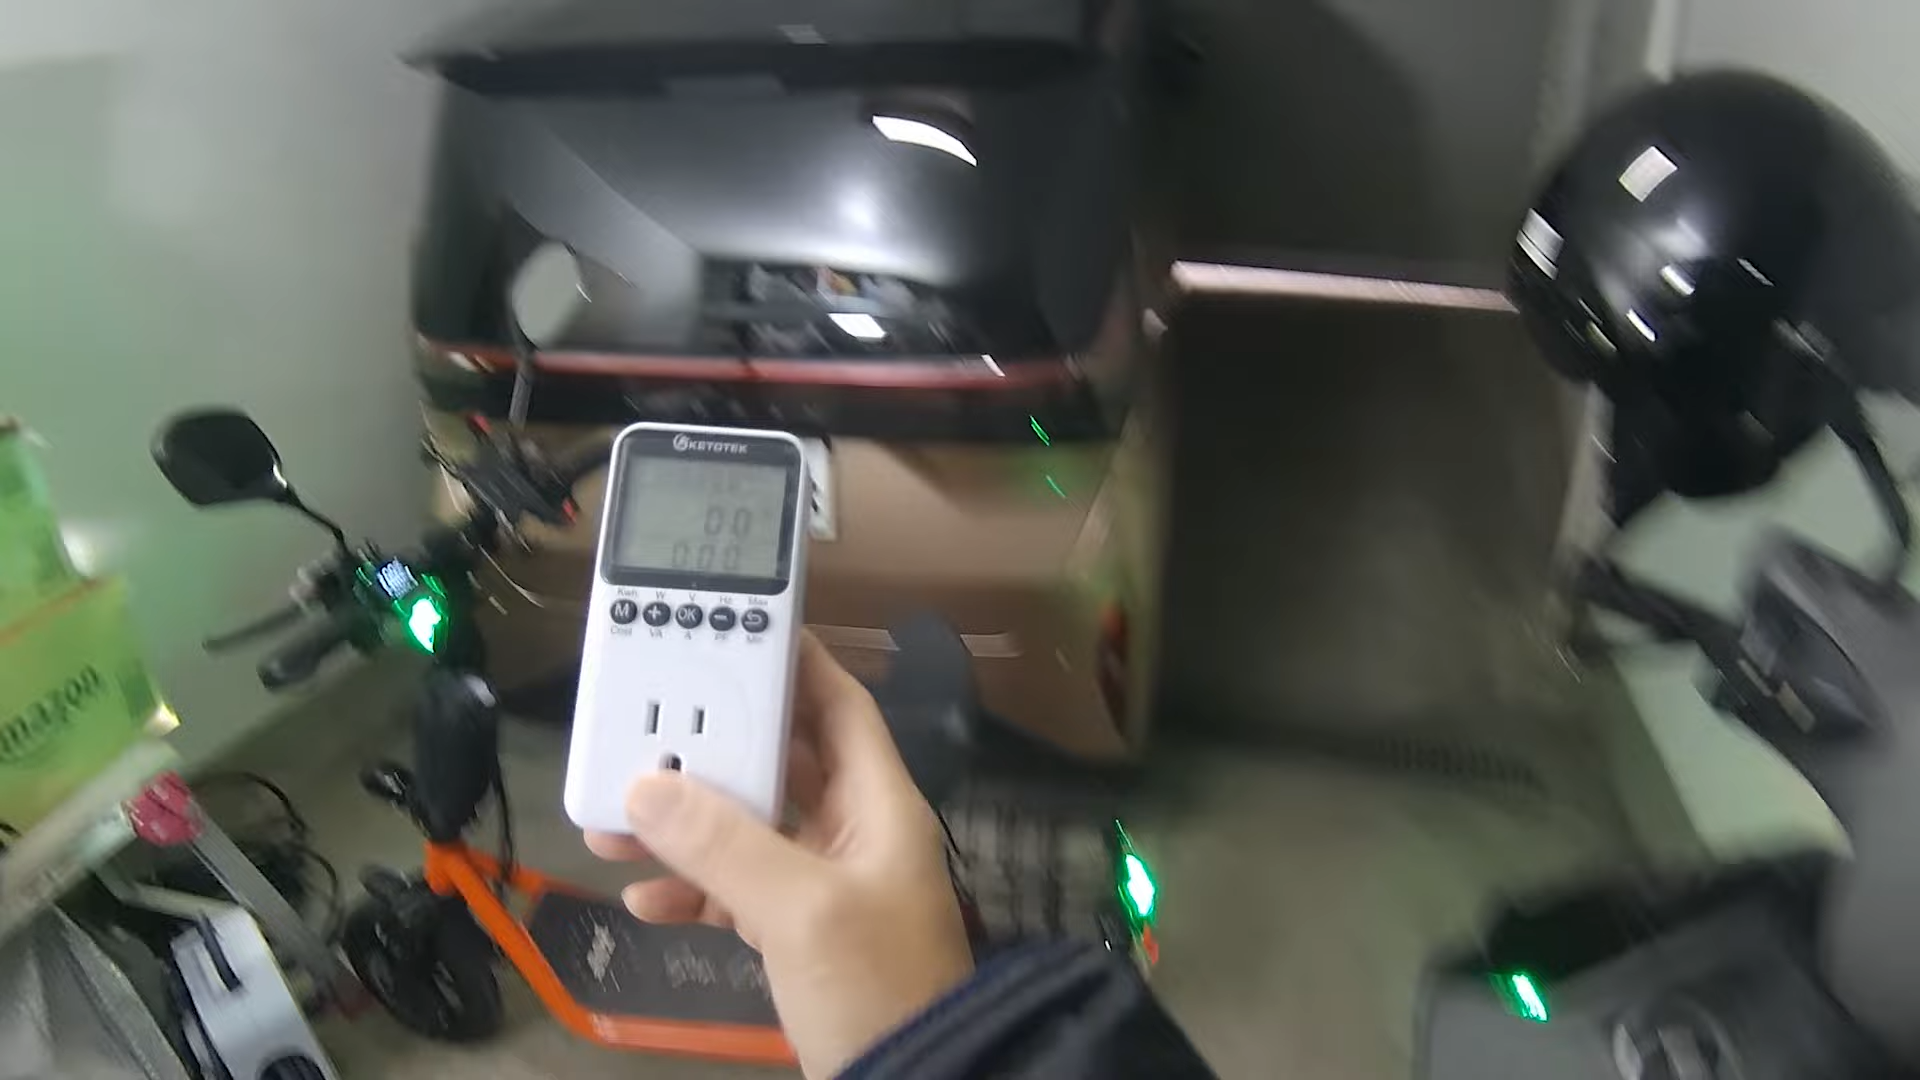 KETOTEK
0.0
0.00
Kwh W V Hz Max
M + OK −
Cost VA A PF Min
amazon